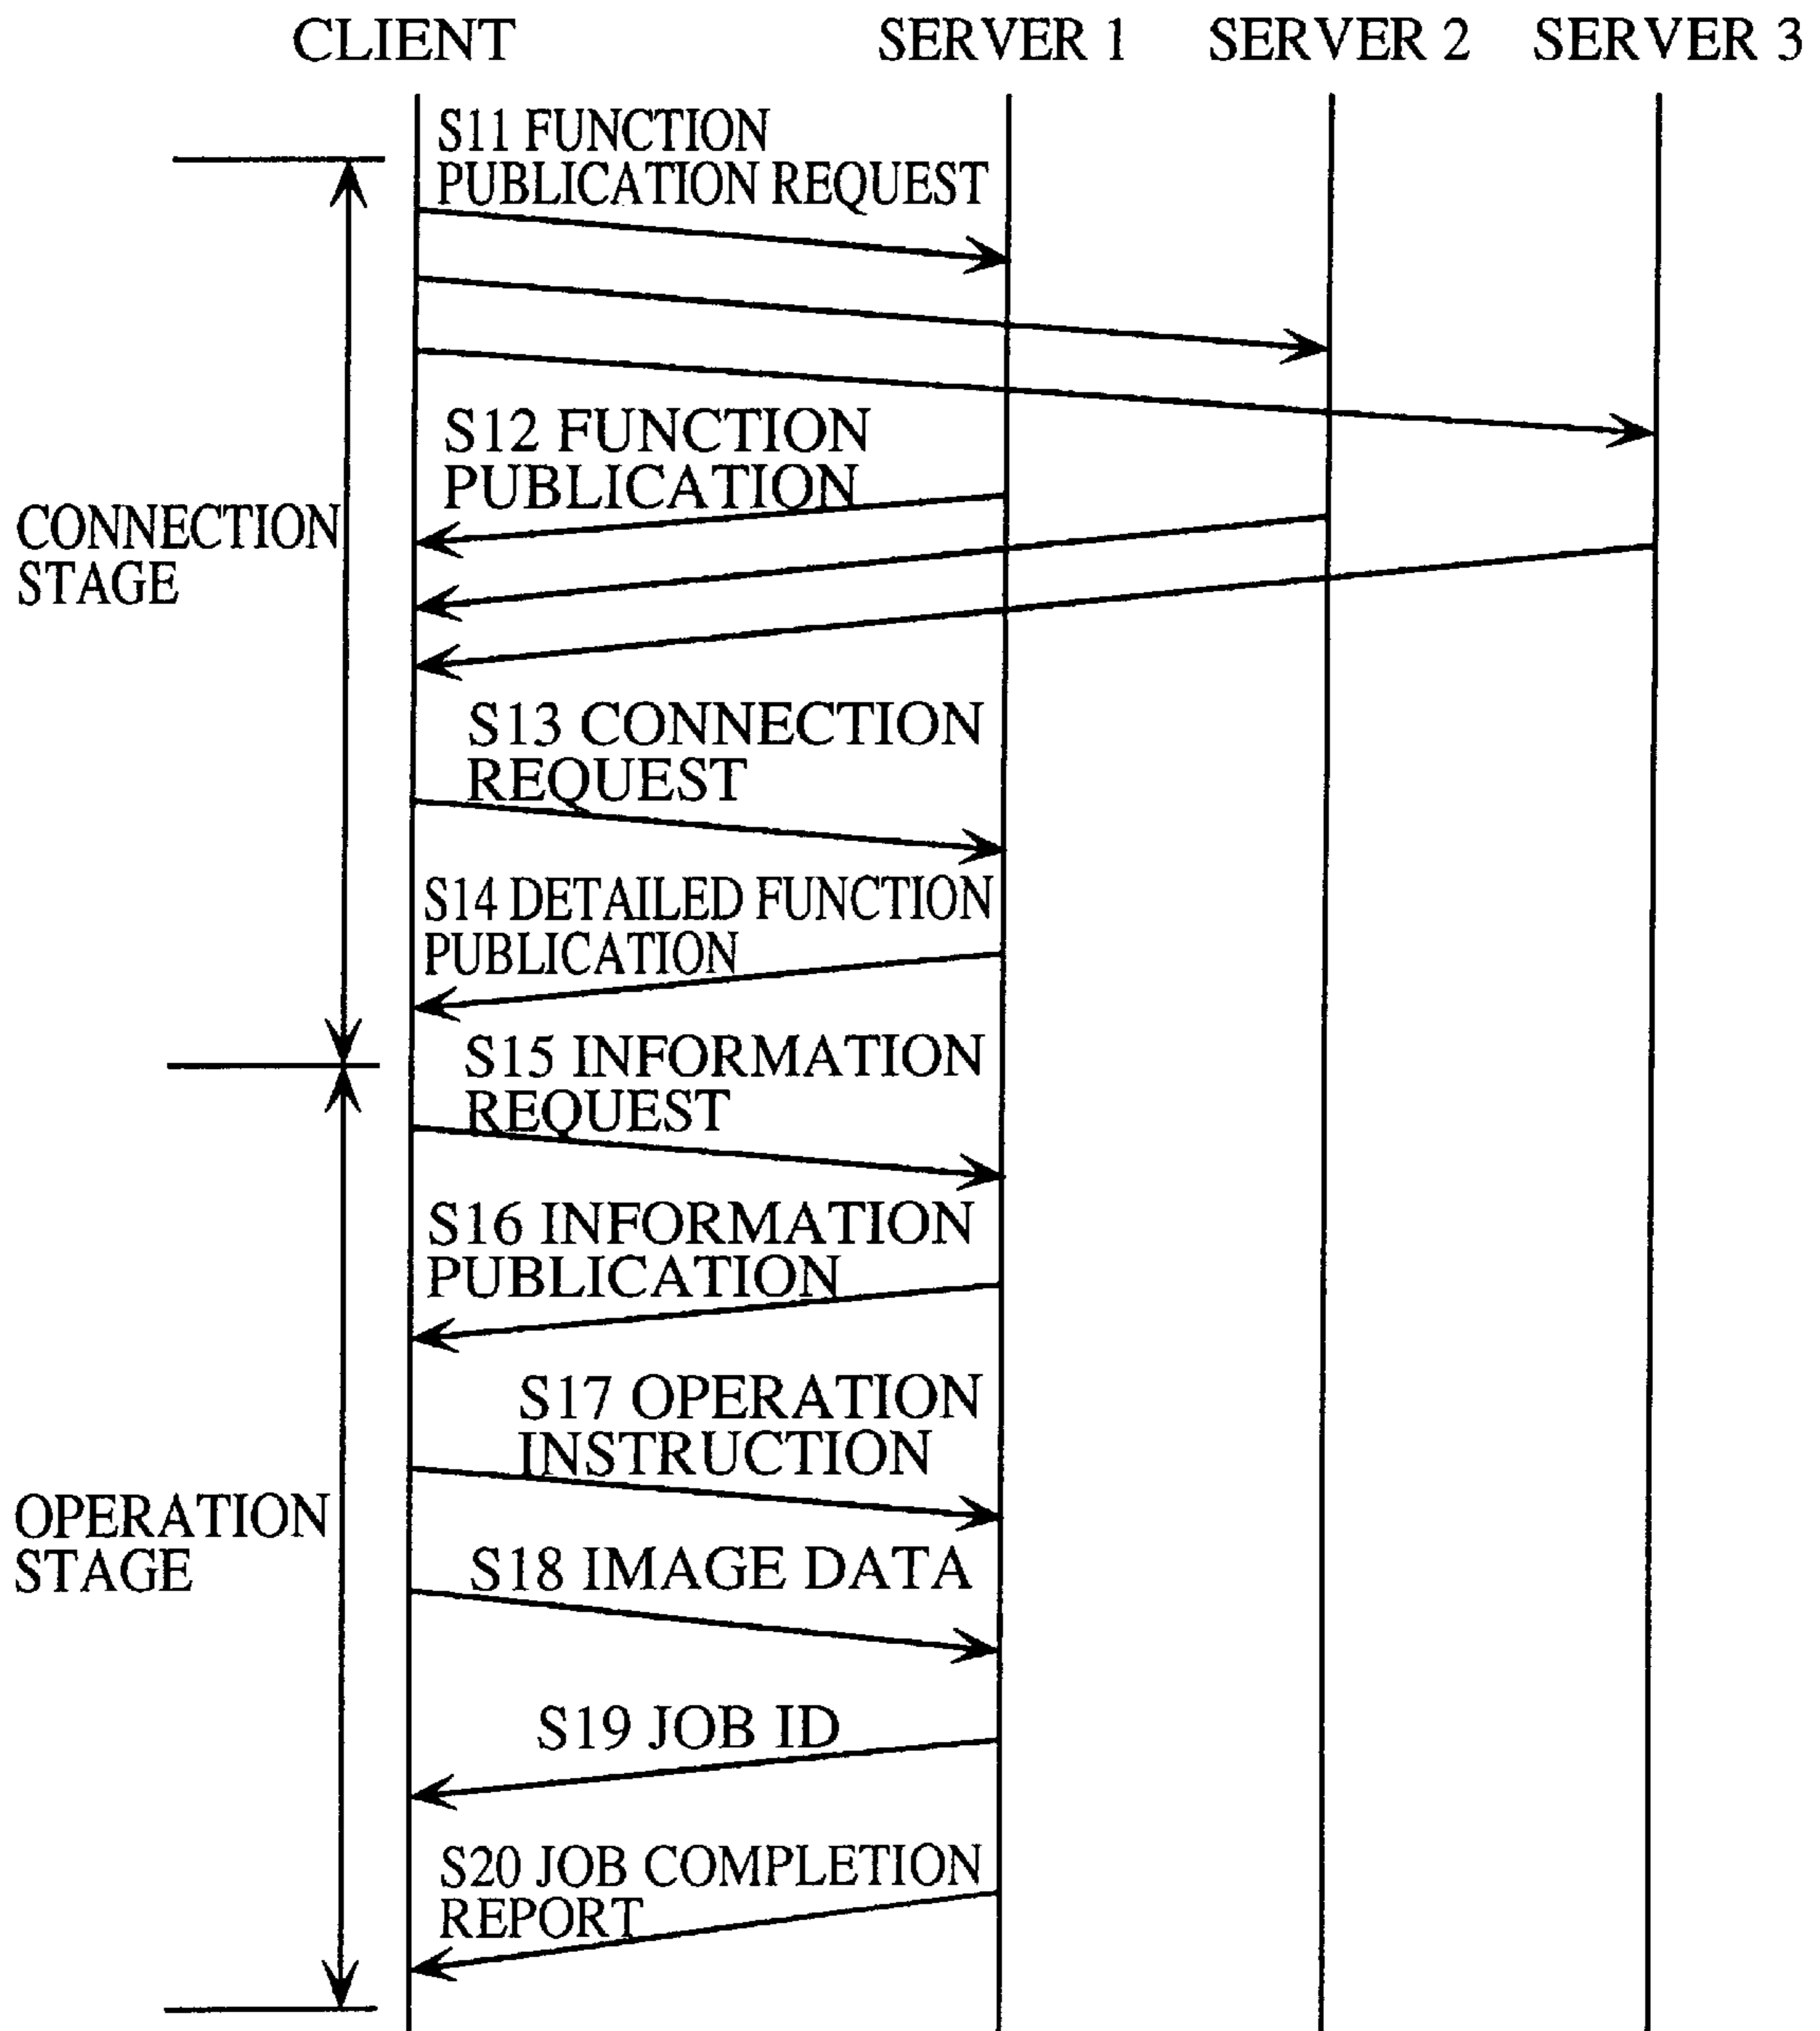 CLIENT SERVER 1 SERVER 2 SERVER 3
S11 FUNCTION
PUBLICATION REQUEST
S12 FUNCTION
PUBLICATION
CONNECTION
STAGE
S13 CONNECTION
REQUEST
S14 DETAILED FUNCTION
PUBLICATION
S15 INFORMATION
REQUEST
S16 INFORMATION
PUBLICATION
S17 OPERATION
INSTRUCTION
OPERATION
STAGE
S18 IMAGE DATA
S19 JOB ID
S20 JOB COMPLETION
REPORT